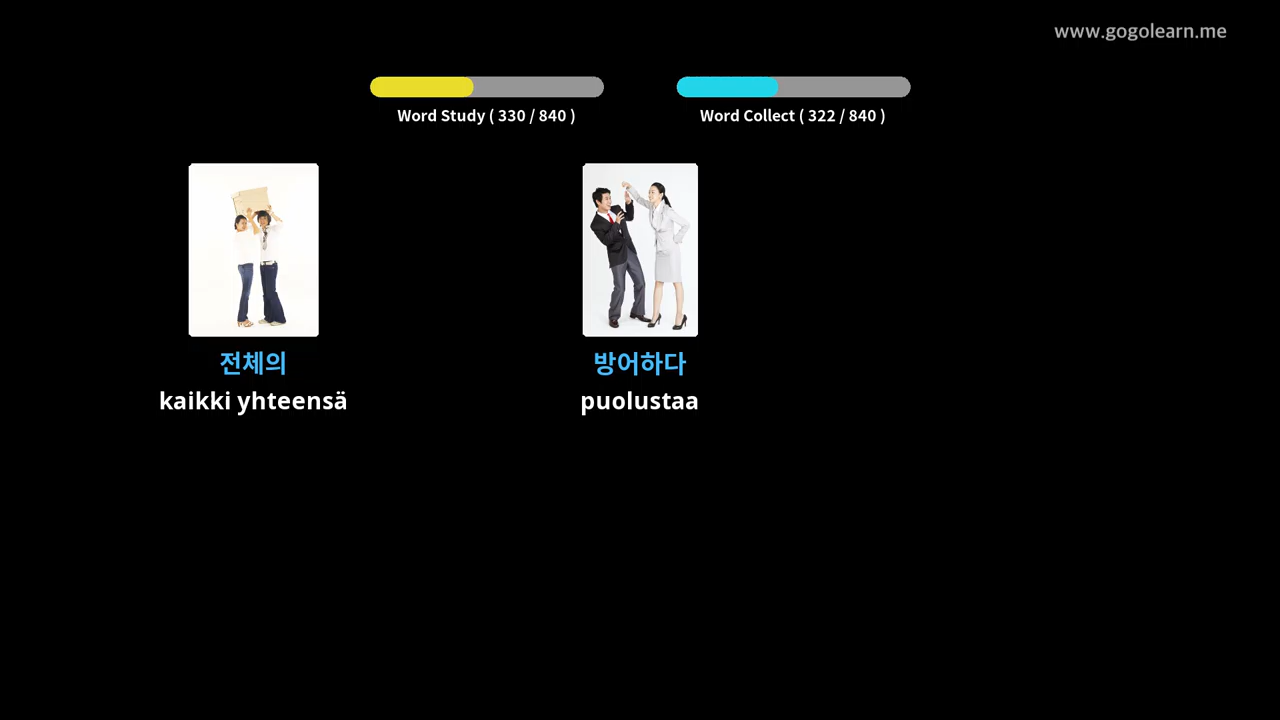 www.gogolearn.me
Word Study ( 330 / 840 )
Word Collect ( 322 / 840 )
전체의
kaikki yhteensä
방어하다
puolustaa